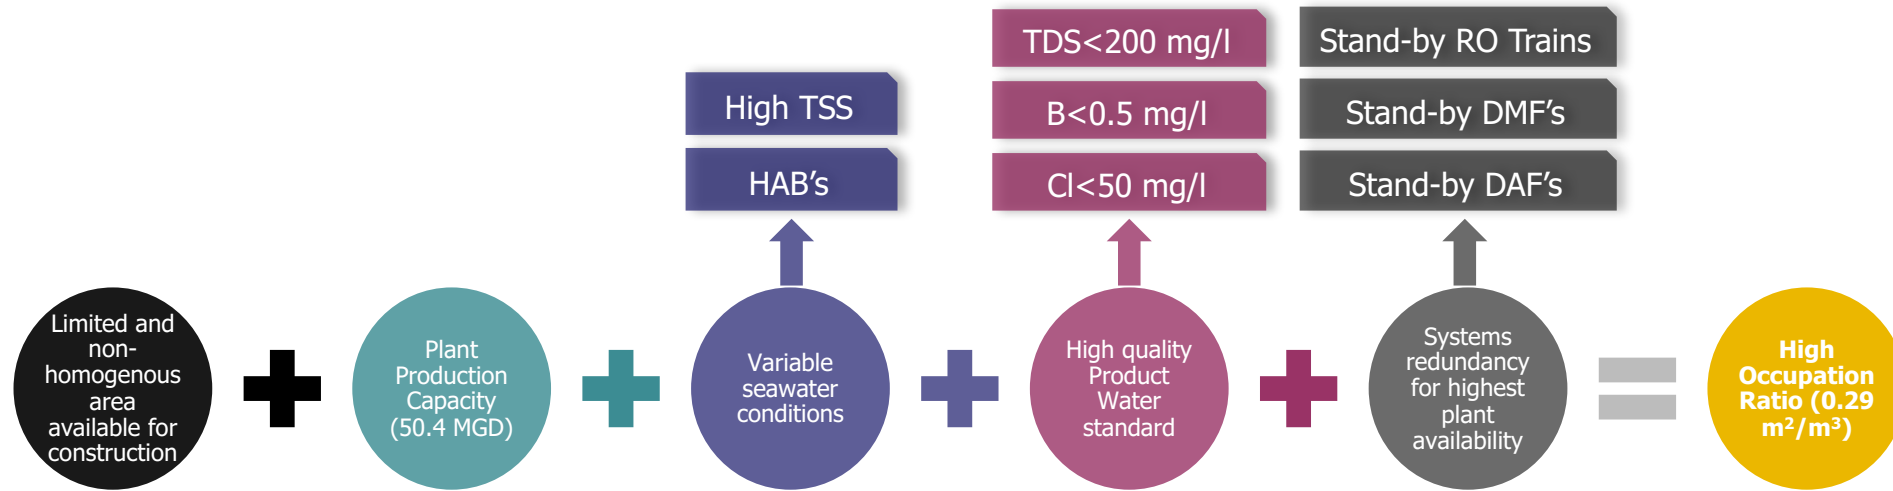 High TSS
HAB's
TDS<200 mg/l
B<0.5 mg/l
Cl<50 mg/l
Stand-by RO Trains
Stand-by DMF's
Stand-by DAF's
Limited and
non-
homogenous
area
available for
construction
Plant
Production
Capacity
(50.4 MGD)
Variable
seawater
conditions
High quality
Product
Water
standard
Systems
redundancy
for highest
plant
availability
High
Occupation
Ratio (0.29
m²/m³)